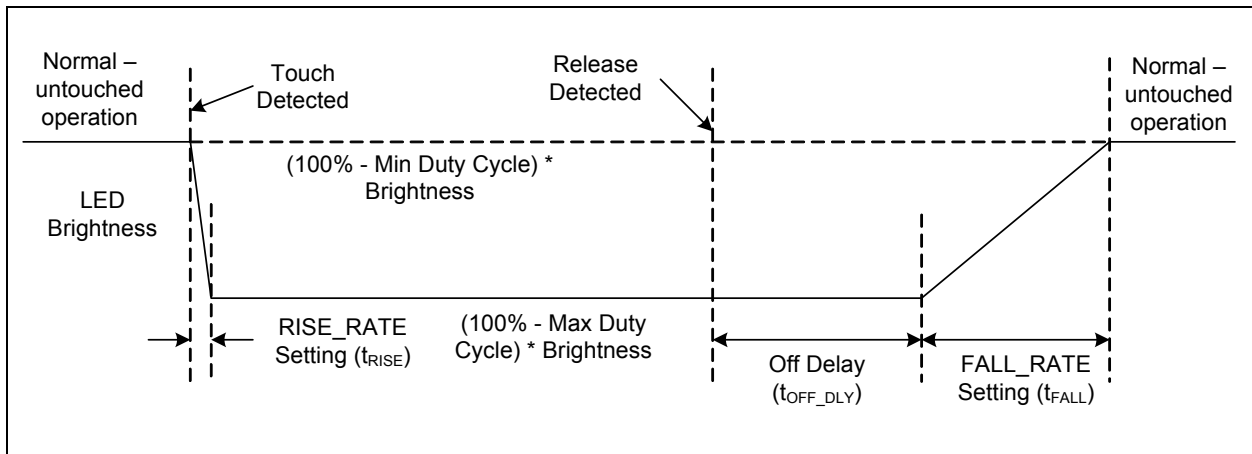 Normal –
untouched
operation
Touch
Detected
Release
Detected
Normal –
untouched
operation
(100% - Min Duty Cycle) *
Brightness
LED
Brightness
RISE_RATE
Setting (tRISE)
(100% - Max Duty
Cycle) * Brightness
Off Delay
(tOFF_DLY)
FALL_RATE
Setting (tFALL)